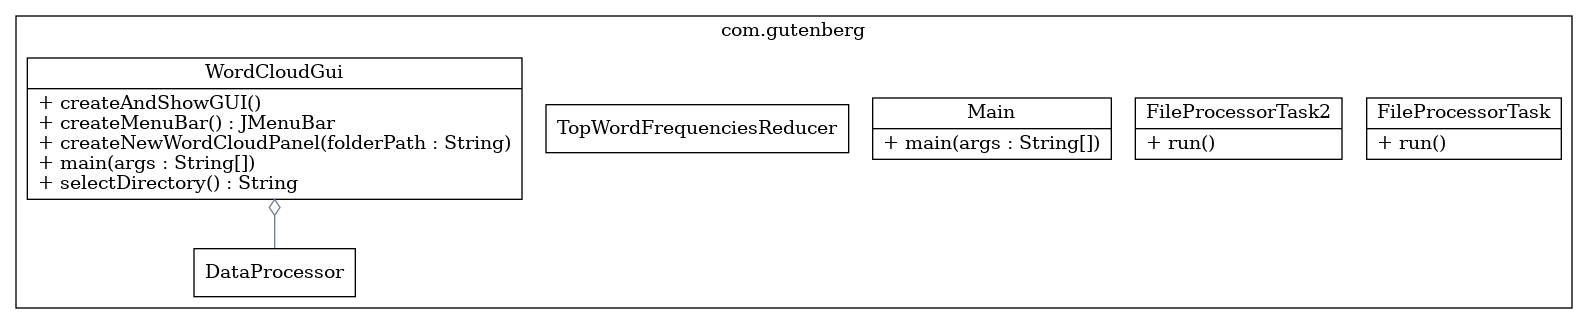 com.gutenberg
WordCloudGui
+ createAndShowGUI()
+ createMenuBar() : JMenuBar
+ createNewWordCloudPanel(folderPath : String)
+ main(args : String[])
+ selectDirectory() : String
TopWordFrequenciesReducer
Main
+ main(args : String[])
FileProcessorTask2
+ run()
FileProcessorTask
+ run()
DataProcessor